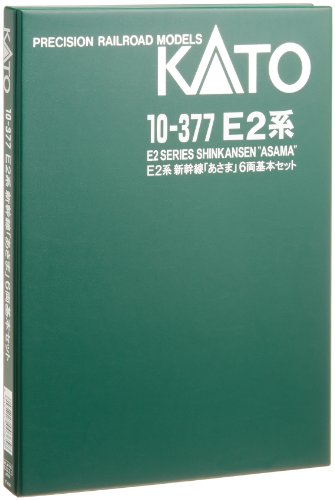 PRECISION RAILROAD MODELS
KATO
10-377 E2系
E2 SERIES SHINKANSEN "ASAMA"
E2系 新幹線「あさま」6両基本セット
10-377 E2系 新幹線「あさま」6両基本セット